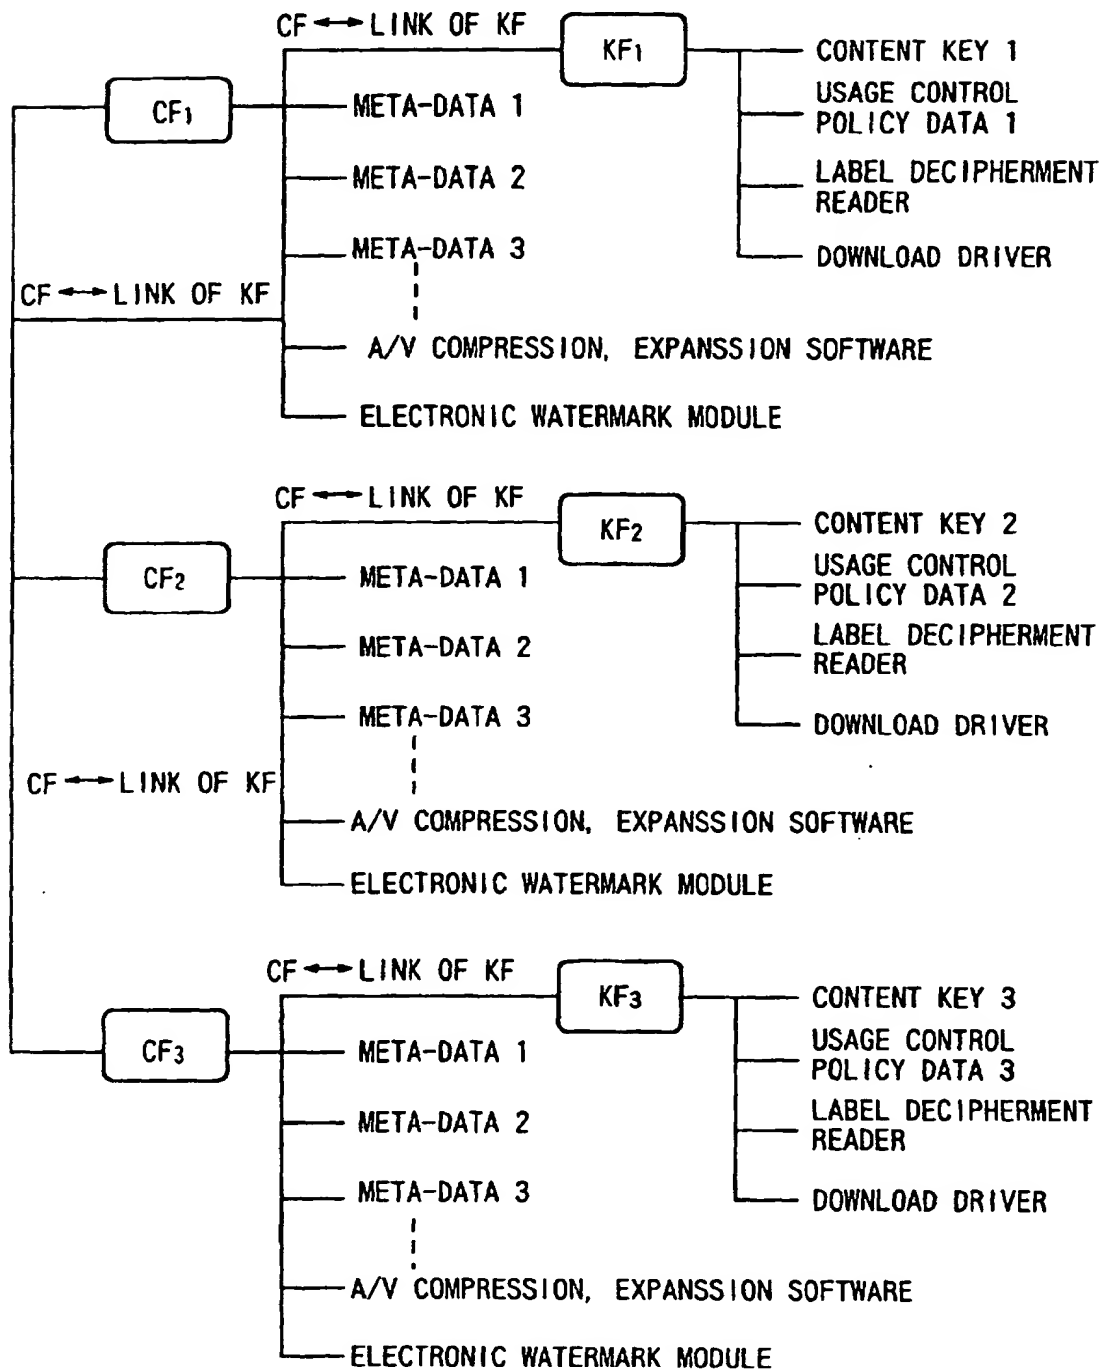 CF ↔ LINK OF KF
KF1
CONTENT KEY 1
CF1
META-DATA 1
USAGE CONTROL
POLICY DATA 1
META-DATA 2
LABEL DECIPHERMENT
READER
META-DATA 3
DOWNLOAD DRIVER
CF ↔ LINK OF KF
A/V COMPRESSION, EXPANSSION SOFTWARE
ELECTRONIC WATERMARK MODULE
CF ↔ LINK OF KF
KF2
CONTENT KEY 2
CF2
META-DATA 1
USAGE CONTROL
POLICY DATA 2
META-DATA 2
LABEL DECIPHERMENT
READER
META-DATA 3
DOWNLOAD DRIVER
CF ↔ LINK OF KF
A/V COMPRESSION, EXPANSSION SOFTWARE
ELECTRONIC WATERMARK MODULE
CF ↔ LINK OF KF
KF3
CONTENT KEY 3
CF3
META-DATA 1
USAGE CONTROL
POLICY DATA 3
META-DATA 2
LABEL DECIPHERMENT
READER
META-DATA 3
DOWNLOAD DRIVER
A/V COMPRESSION, EXPANSSION SOFTWARE
ELECTRONIC WATERMARK MODULE